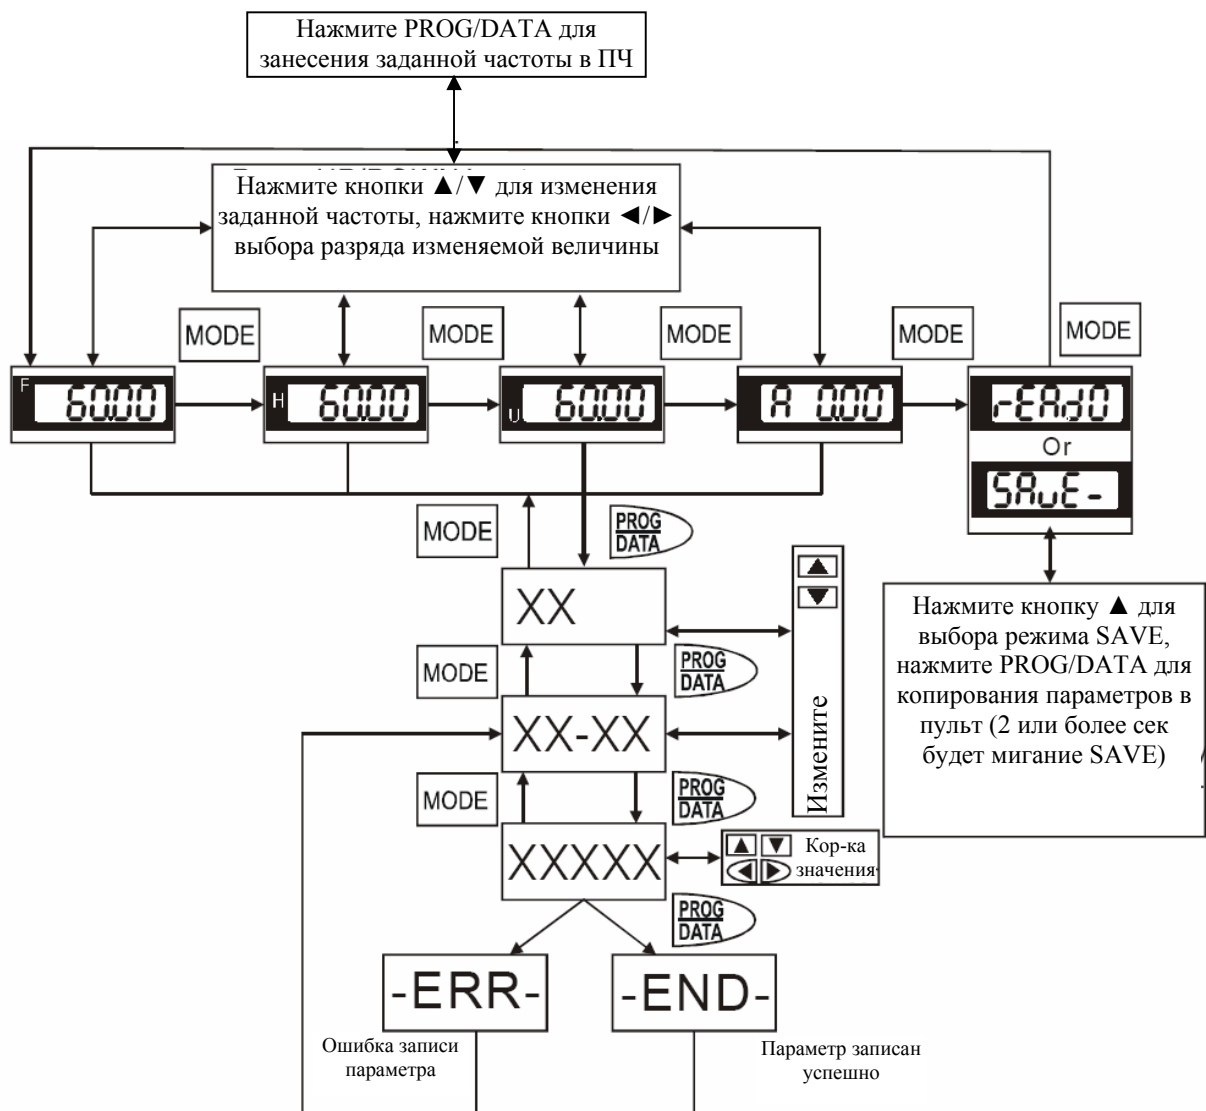 Нажмите PROG/DATA для
занесения заданной частоты в ПЧ
Нажмите кнопки ▲/▼ для изменения
заданной частоты, нажмите кнопки ◄/►
выбора разряда изменяемой величины
MODE
MODE
MODE
MODE
MODE
F 60.00
H 60.00
U 60.00
A 0.00
rEAd0
Or
SAvE-
MODE
PROG
DATA
XX
Нажмите кнопку ▲ для
выбора режима SAVE,
нажмите PROG/DATA для
копирования параметров в
пульт (2 или более сек
будет мигание SAVE)
▲
▼
Измените
MODE
PROG
DATA
XX-XX
MODE
PROG
DATA
XXXXX
▲ ▼ Кор-ка
◄ ► значения
PROG
DATA
-ERR-
-END-
Ошибка записи
параметра
Параметр записан
успешно